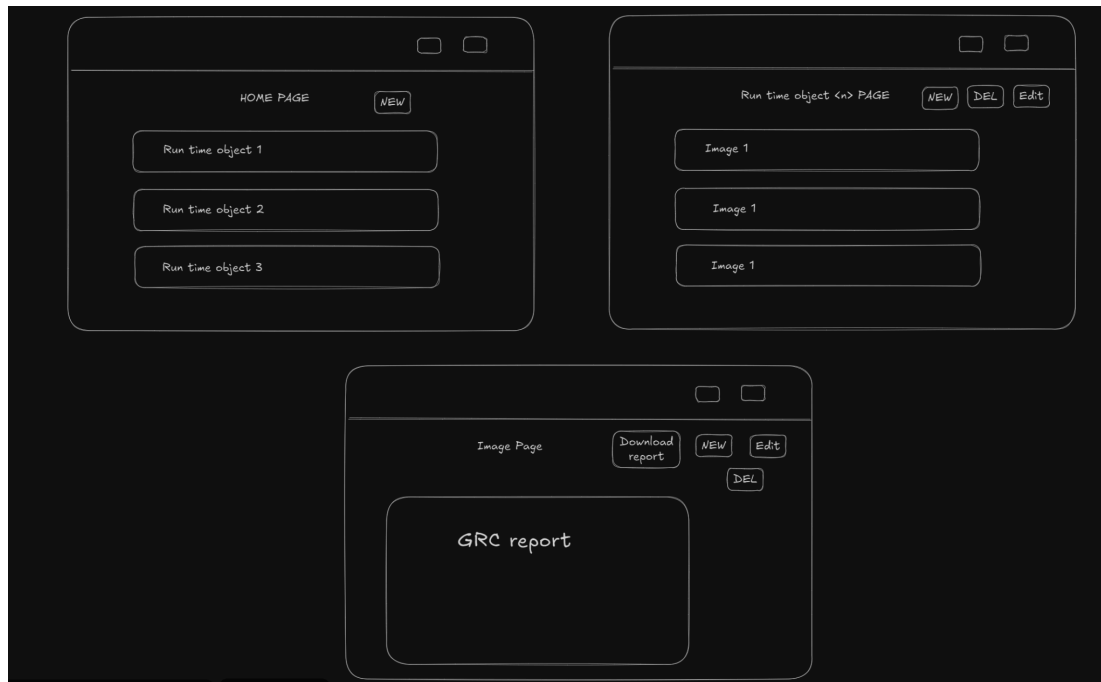 HOME PAGE
NEW
Run time object 1
Run time object 2
Run time object 3
Run time object <n> PAGE
NEW
DEL
Edit
Image 1
Image 1
Image 1
Image Page
Download
report
NEW
Edit
DEL
GRC report